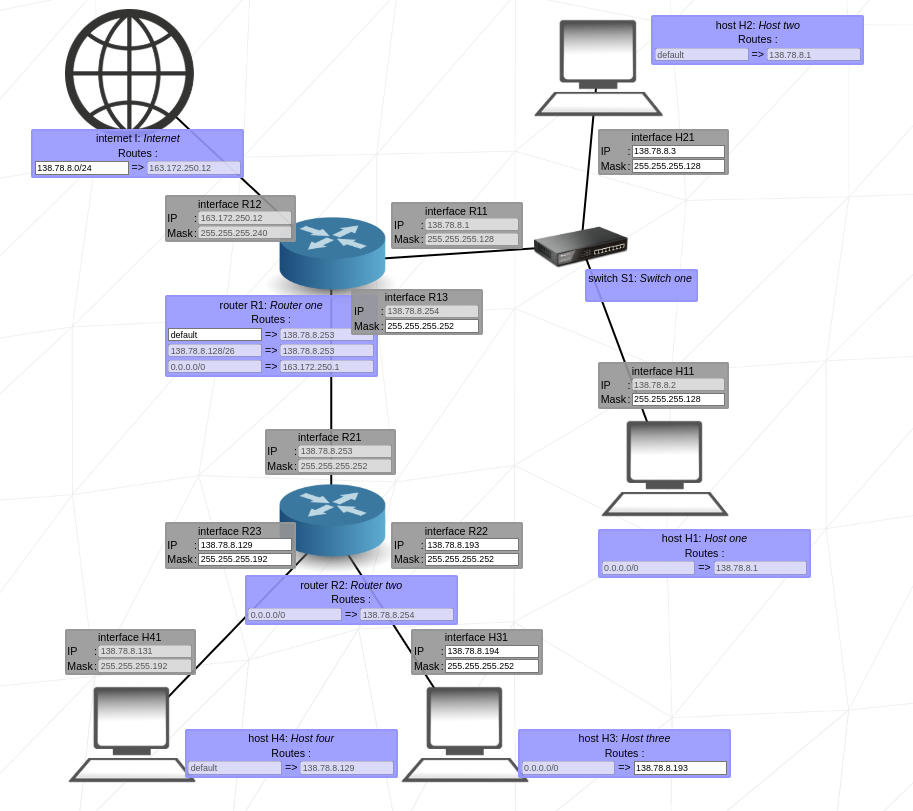 host H2: Host two
Routes :
default => 138.78.8.1
internet I: Internet
Routes :
138.78.8.0/24 => 163.172.250.12
interface H21
IP : 138.78.8.3
Mask : 255.255.255.128
interface R12
IP : 163.172.250.12
Mask : 255.255.255.240
interface R11
IP : 138.78.8.1
Mask : 255.255.255.128
switch S1: Switch one
interface R13
IP : 138.78.8.254
Mask : 255.255.255.252
router R1: Router one
Routes :
default => 138.78.8.253
138.78.8.128/26 => 138.78.8.253
0.0.0.0/0 => 163.172.250.1
interface H11
IP : 138.78.8.2
Mask : 255.255.255.128
interface R21
IP : 138.78.8.253
Mask : 255.255.255.252
interface R23
IP : 138.78.8.129
Mask : 255.255.255.192
interface R22
IP : 138.78.8.193
Mask : 255.255.255.252
host H1: Host one
Routes :
0.0.0.0/0 => 138.78.8.1
router R2: Router two
Routes :
0.0.0.0/0 => 138.78.8.254
interface H41
IP : 138.78.8.131
Mask : 255.255.255.192
interface H31
IP : 138.78.8.194
Mask : 255.255.255.252
host H4: Host four
Routes :
default => 138.78.8.129
host H3: Host three
Routes :
0.0.0.0/0 => 138.78.8.193